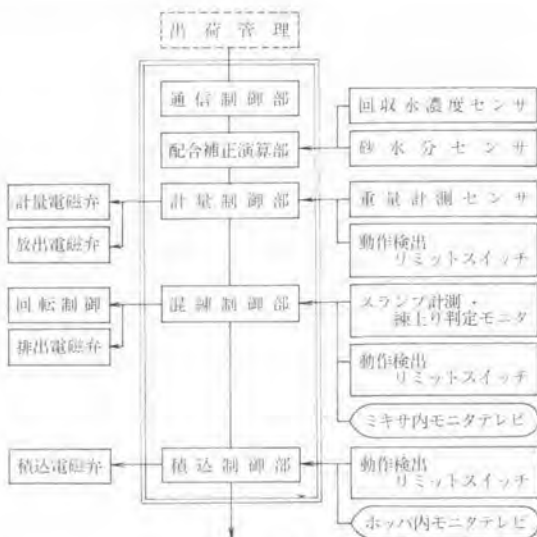 出荷管理
通信制御部
配合補正演算部
回収水濃度センサ
砂水分センサ
計量電磁弁
放出電磁弁
計量制御部
重量計測センサ
動作検出
リミットスイッチ
回転制御
排出電磁弁
混練制御部
スランプ計測・
練上り判定モニタ
動作検出
リミットスイッチ
ミキサ内モニタテレビ
積込電磁弁
積込制御部
動作検出
リミットスイッチ
ホッパ内モニタテレビ